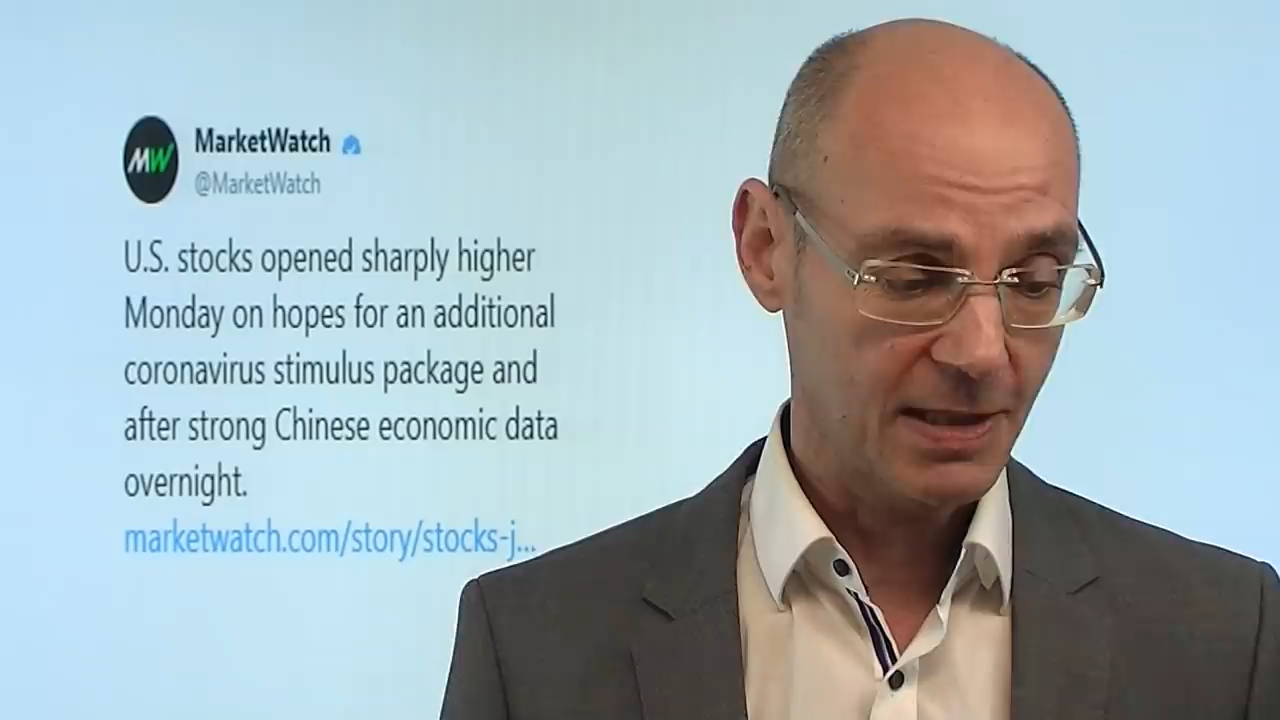 MW
MarketWatch
@MarketWatch
U.S. stocks opened sharply higher
Monday on hopes for an additional
coronavirus stimulus package and
after strong Chinese economic data
overnight.
marketwatch.com/story/stocks-j...